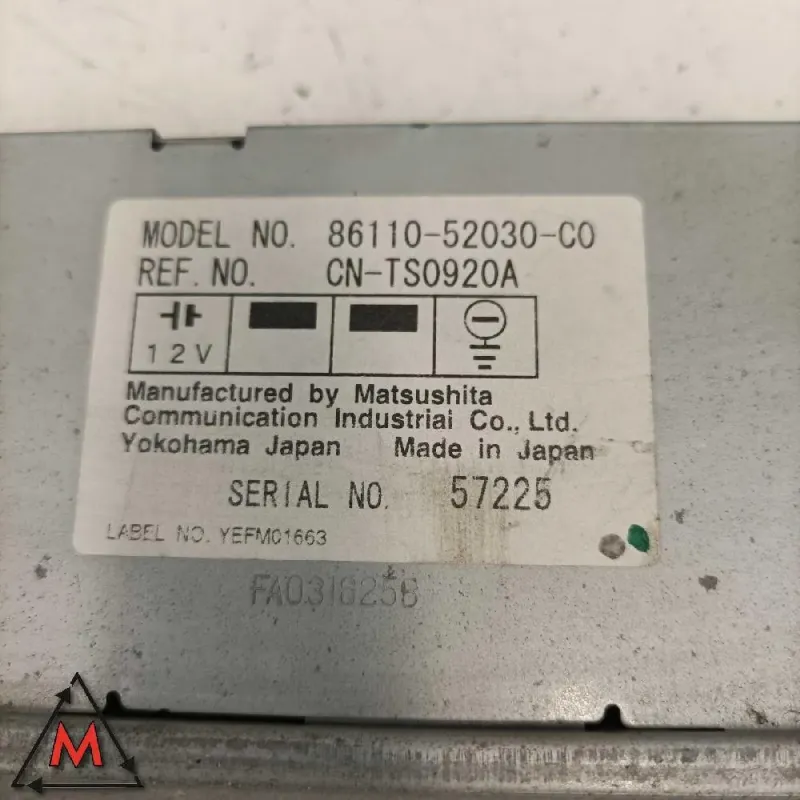 MODEL NO. 86110-52030-C0
REF. NO. CN-TS0920A
12V
Manufactured by Matsushita
Communication Industrial Co., Ltd.
Yokohama Japan Made in Japan
SERIAL NO. 57225
LABEL NO. YEFM01663
M